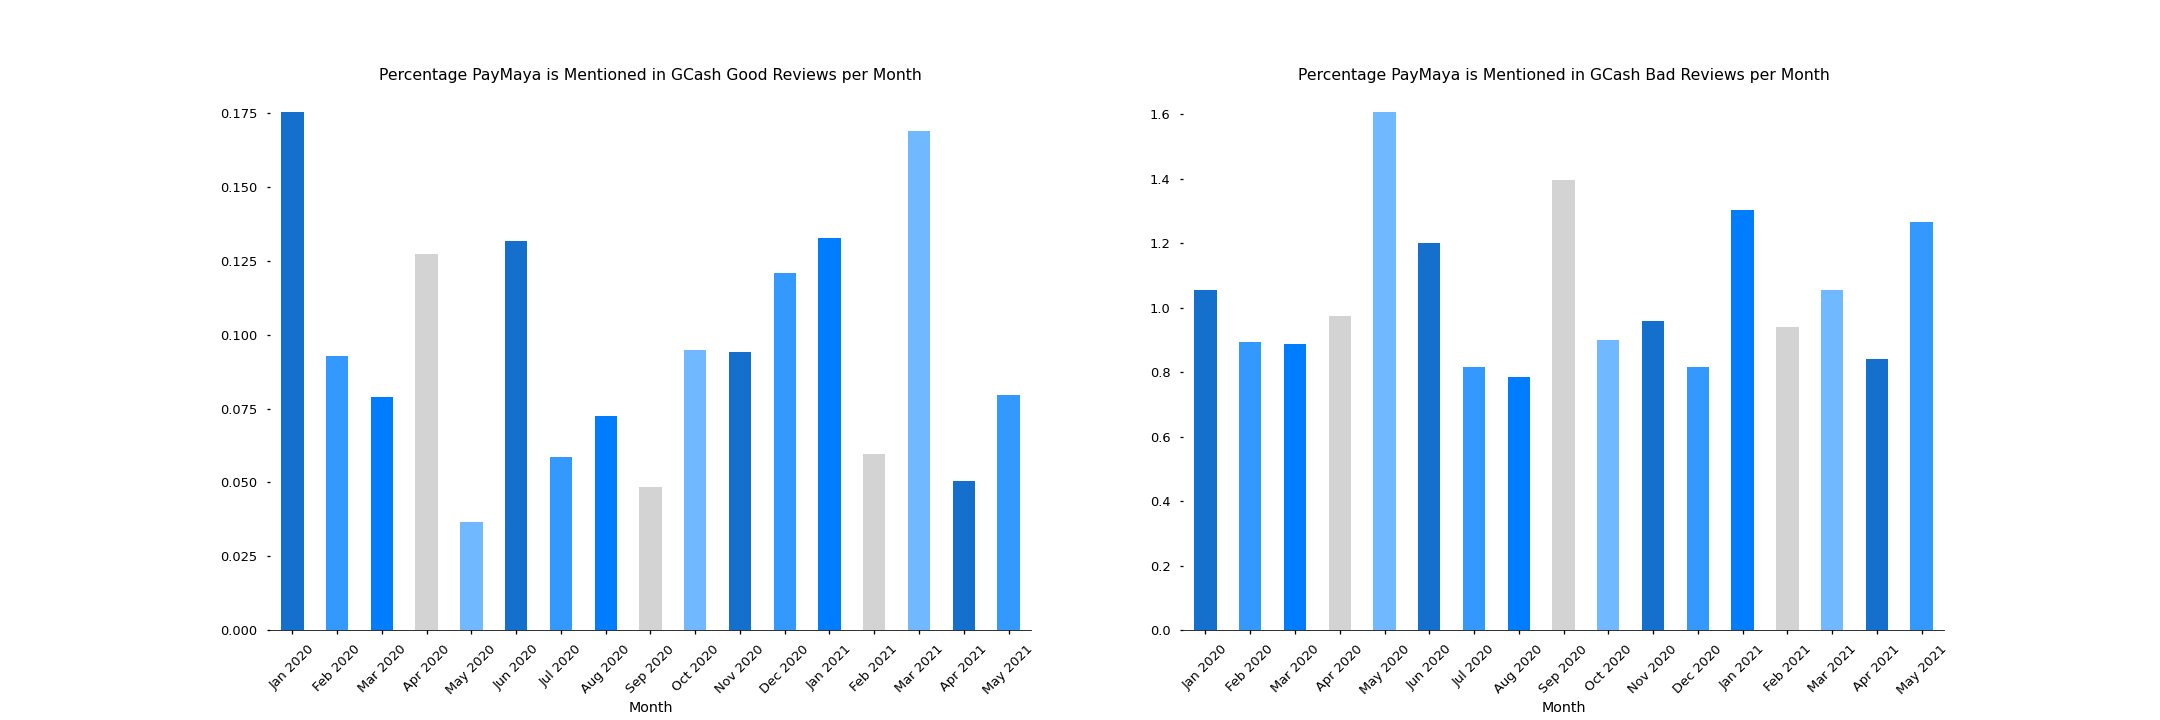 Percentage PayMaya is Mentioned in GCash Good Reviews per Month
0.175
0.150
0.125
0.100
0.075
0.050
0.025
0.000
Jan 2020
Feb 2020
Mar 2020
Apr 2020
May 2020
Jun 2020
Jul 2020
Aug 2020
Sep 2020
Oct 2020
Nov 2020
Dec 2020
Jan 2021
Feb 2021
Mar 2021
Apr 2021
May 2021
Month
Percentage PayMaya is Mentioned in GCash Bad Reviews per Month
1.6
1.4
1.2
1.0
0.8
0.6
0.4
0.2
0.0
Jan 2020
Feb 2020
Mar 2020
Apr 2020
May 2020
Jun 2020
Jul 2020
Aug 2020
Sep 2020
Oct 2020
Nov 2020
Dec 2020
Jan 2021
Feb 2021
Mar 2021
Apr 2021
May 2021
Month